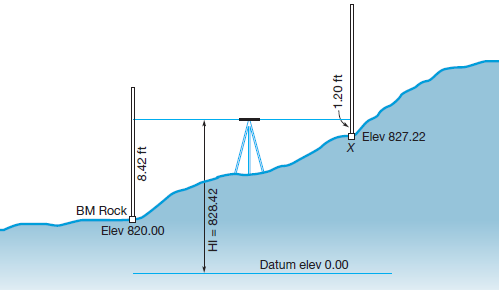 1.20 ft
Elev 827.22
X
8.42 ft
BM Rock
Elev 820.00
HI = 828.42
Datum elev 0.00